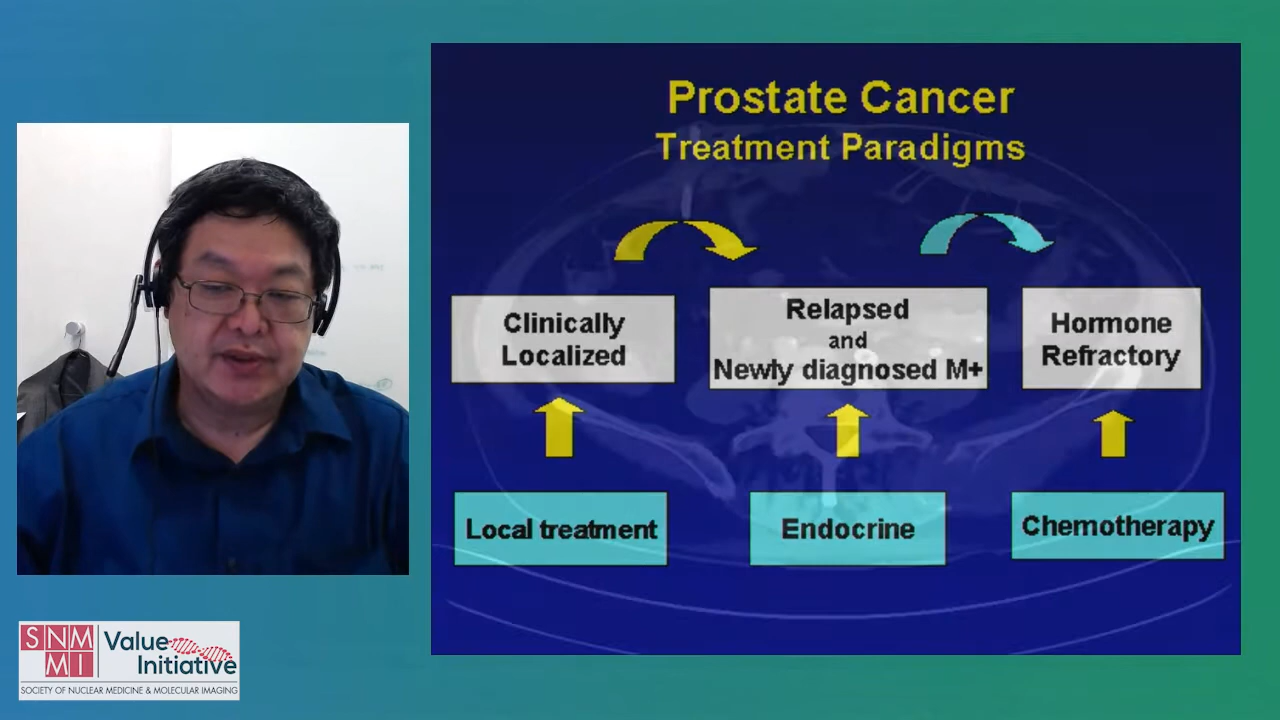 Prostate Cancer
Treatment Paradigms
Clinically
Localized
Relapsed
and
Newly diagnosed M+
Hormone
Refractory
Local treatment
Endocrine
Chemotherapy
SNM
MI
Value
Initiative
SOCIETY OF NUCLEAR MEDICINE & MOLECULAR IMAGING